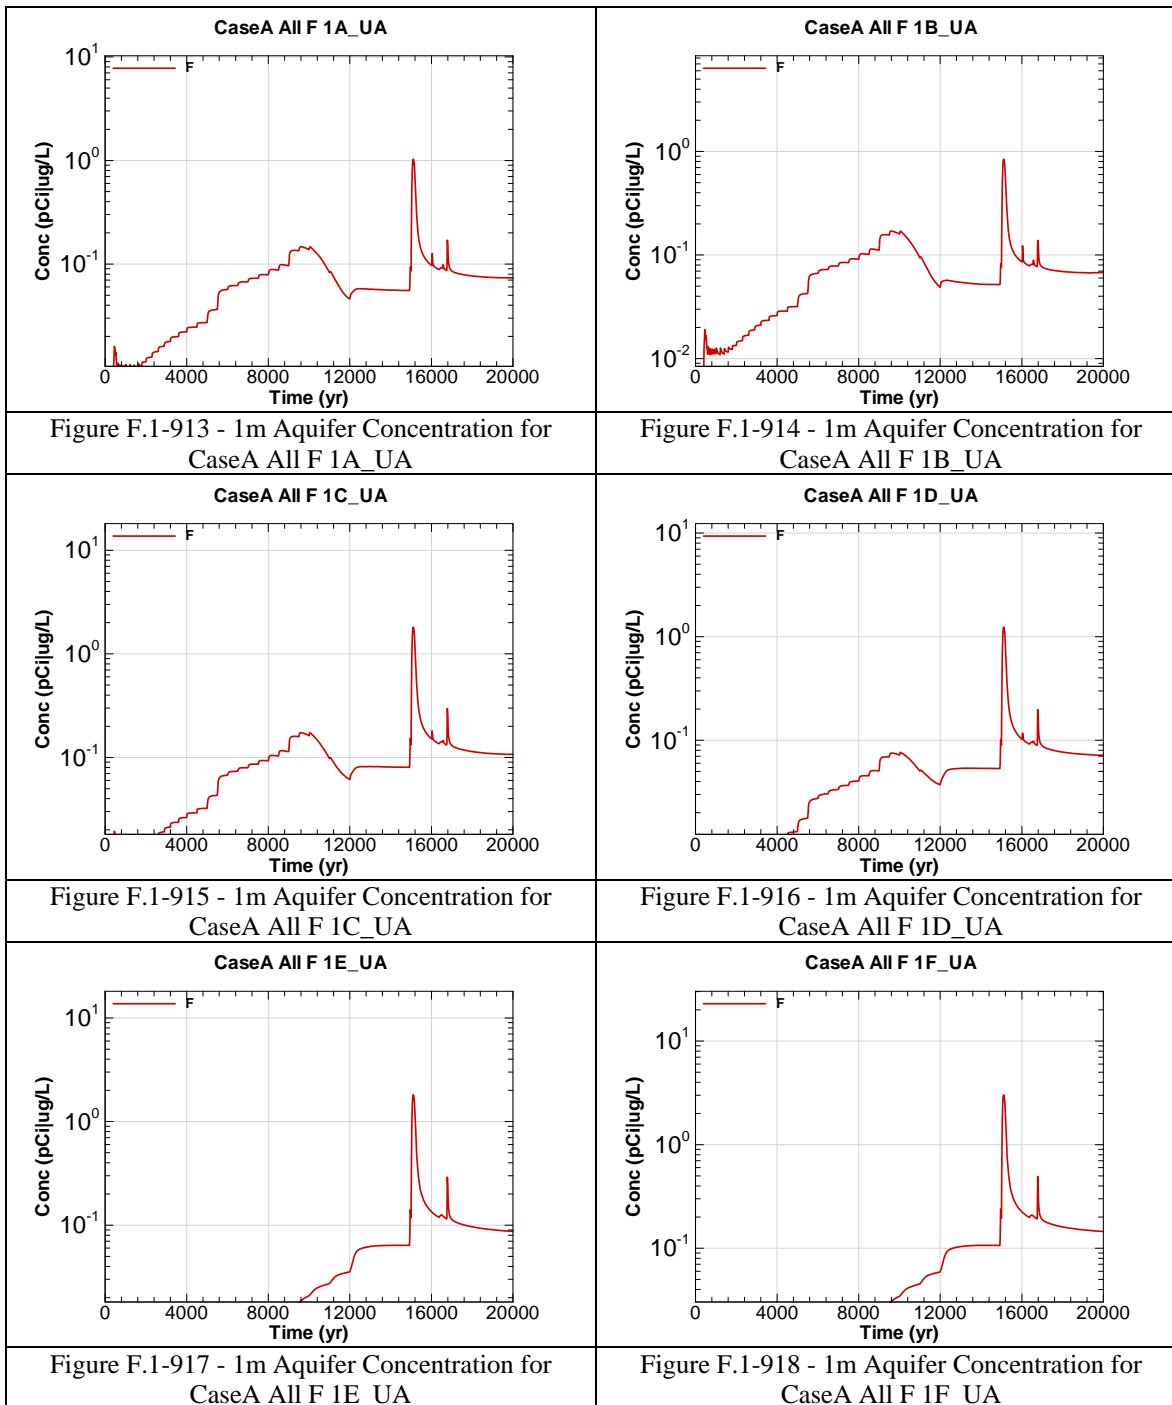 CaseA All F 1A_UA
F
10^1
10^0
10^-1
Conc (pCi|ug/L)
0 4000 8000 12000 16000 20000
Time (yr)
Figure F.1-913 - 1m Aquifer Concentration for
CaseA All F 1A_UA
CaseA All F 1B_UA
F
10^0
10^-1
10^-2
Conc (pCi|ug/L)
0 4000 8000 12000 16000 20000
Time (yr)
Figure F.1-914 - 1m Aquifer Concentration for
CaseA All F 1B_UA
CaseA All F 1C_UA
F
10^1
10^0
10^-1
Conc (pCi|ug/L)
0 4000 8000 12000 16000 20000
Time (yr)
Figure F.1-915 - 1m Aquifer Concentration for
CaseA All F 1C_UA
CaseA All F 1D_UA
F
10^1
10^0
10^-1
Conc (pCi|ug/L)
0 4000 8000 12000 16000 20000
Time (yr)
Figure F.1-916 - 1m Aquifer Concentration for
CaseA All F 1D_UA
CaseA All F 1E_UA
F
10^1
10^0
10^-1
Conc (pCi|ug/L)
0 4000 8000 12000 16000 20000
Time (yr)
Figure F.1-917 - 1m Aquifer Concentration for
CaseA All F 1E_UA
CaseA All F 1F_UA
F
10^1
10^0
10^-1
Conc (pCi|ug/L)
0 4000 8000 12000 16000 20000
Time (yr)
Figure F.1-918 - 1m Aquifer Concentration for
CaseA All F 1F_UA